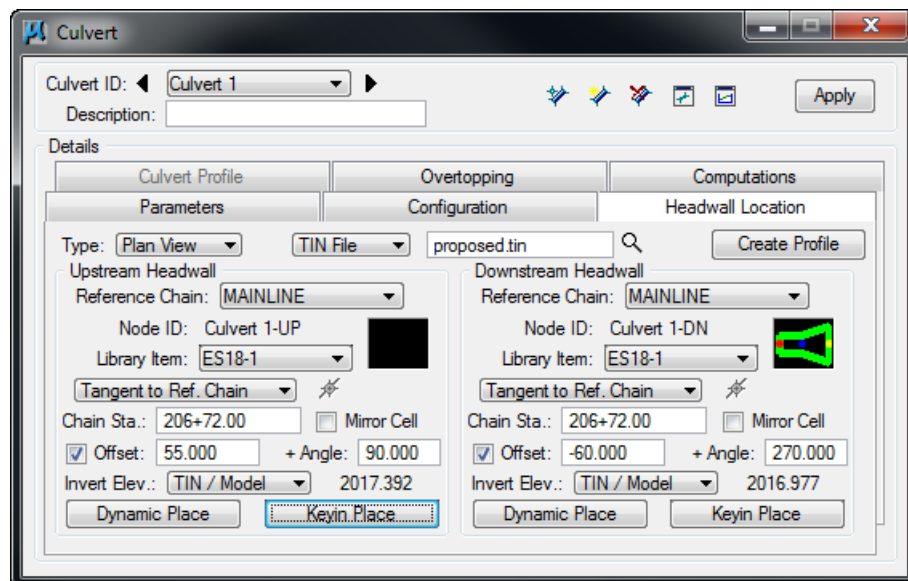 Culvert
Culvert ID: Culvert 1
Apply
Description:
Details
Culvert Profile Overtopping Computations
Parameters Configuration Headwall Location
Type: Plan View TIN File proposed.tin Create Profile
Upstream Headwall Downstream Headwall
Reference Chain: MAINLINE Reference Chain: MAINLINE
Node ID: Culvert 1-UP Node ID: Culvert 1-DN
Library Item: ES18-1 Library Item: ES18-1
Tangent to Ref. Chain Tangent to Ref. Chain
Chain Sta.: 206+72.00 Mirror Cell Chain Sta.: 206+72.00 Mirror Cell
Offset: 55.000 + Angle: 90.000 Offset: -60.000 + Angle: 270.000
Invert Elev.: TIN / Model 2017.392 Invert Elev.: TIN / Model 2016.977
Dynamic Place Keyin Place Dynamic Place Keyin Place